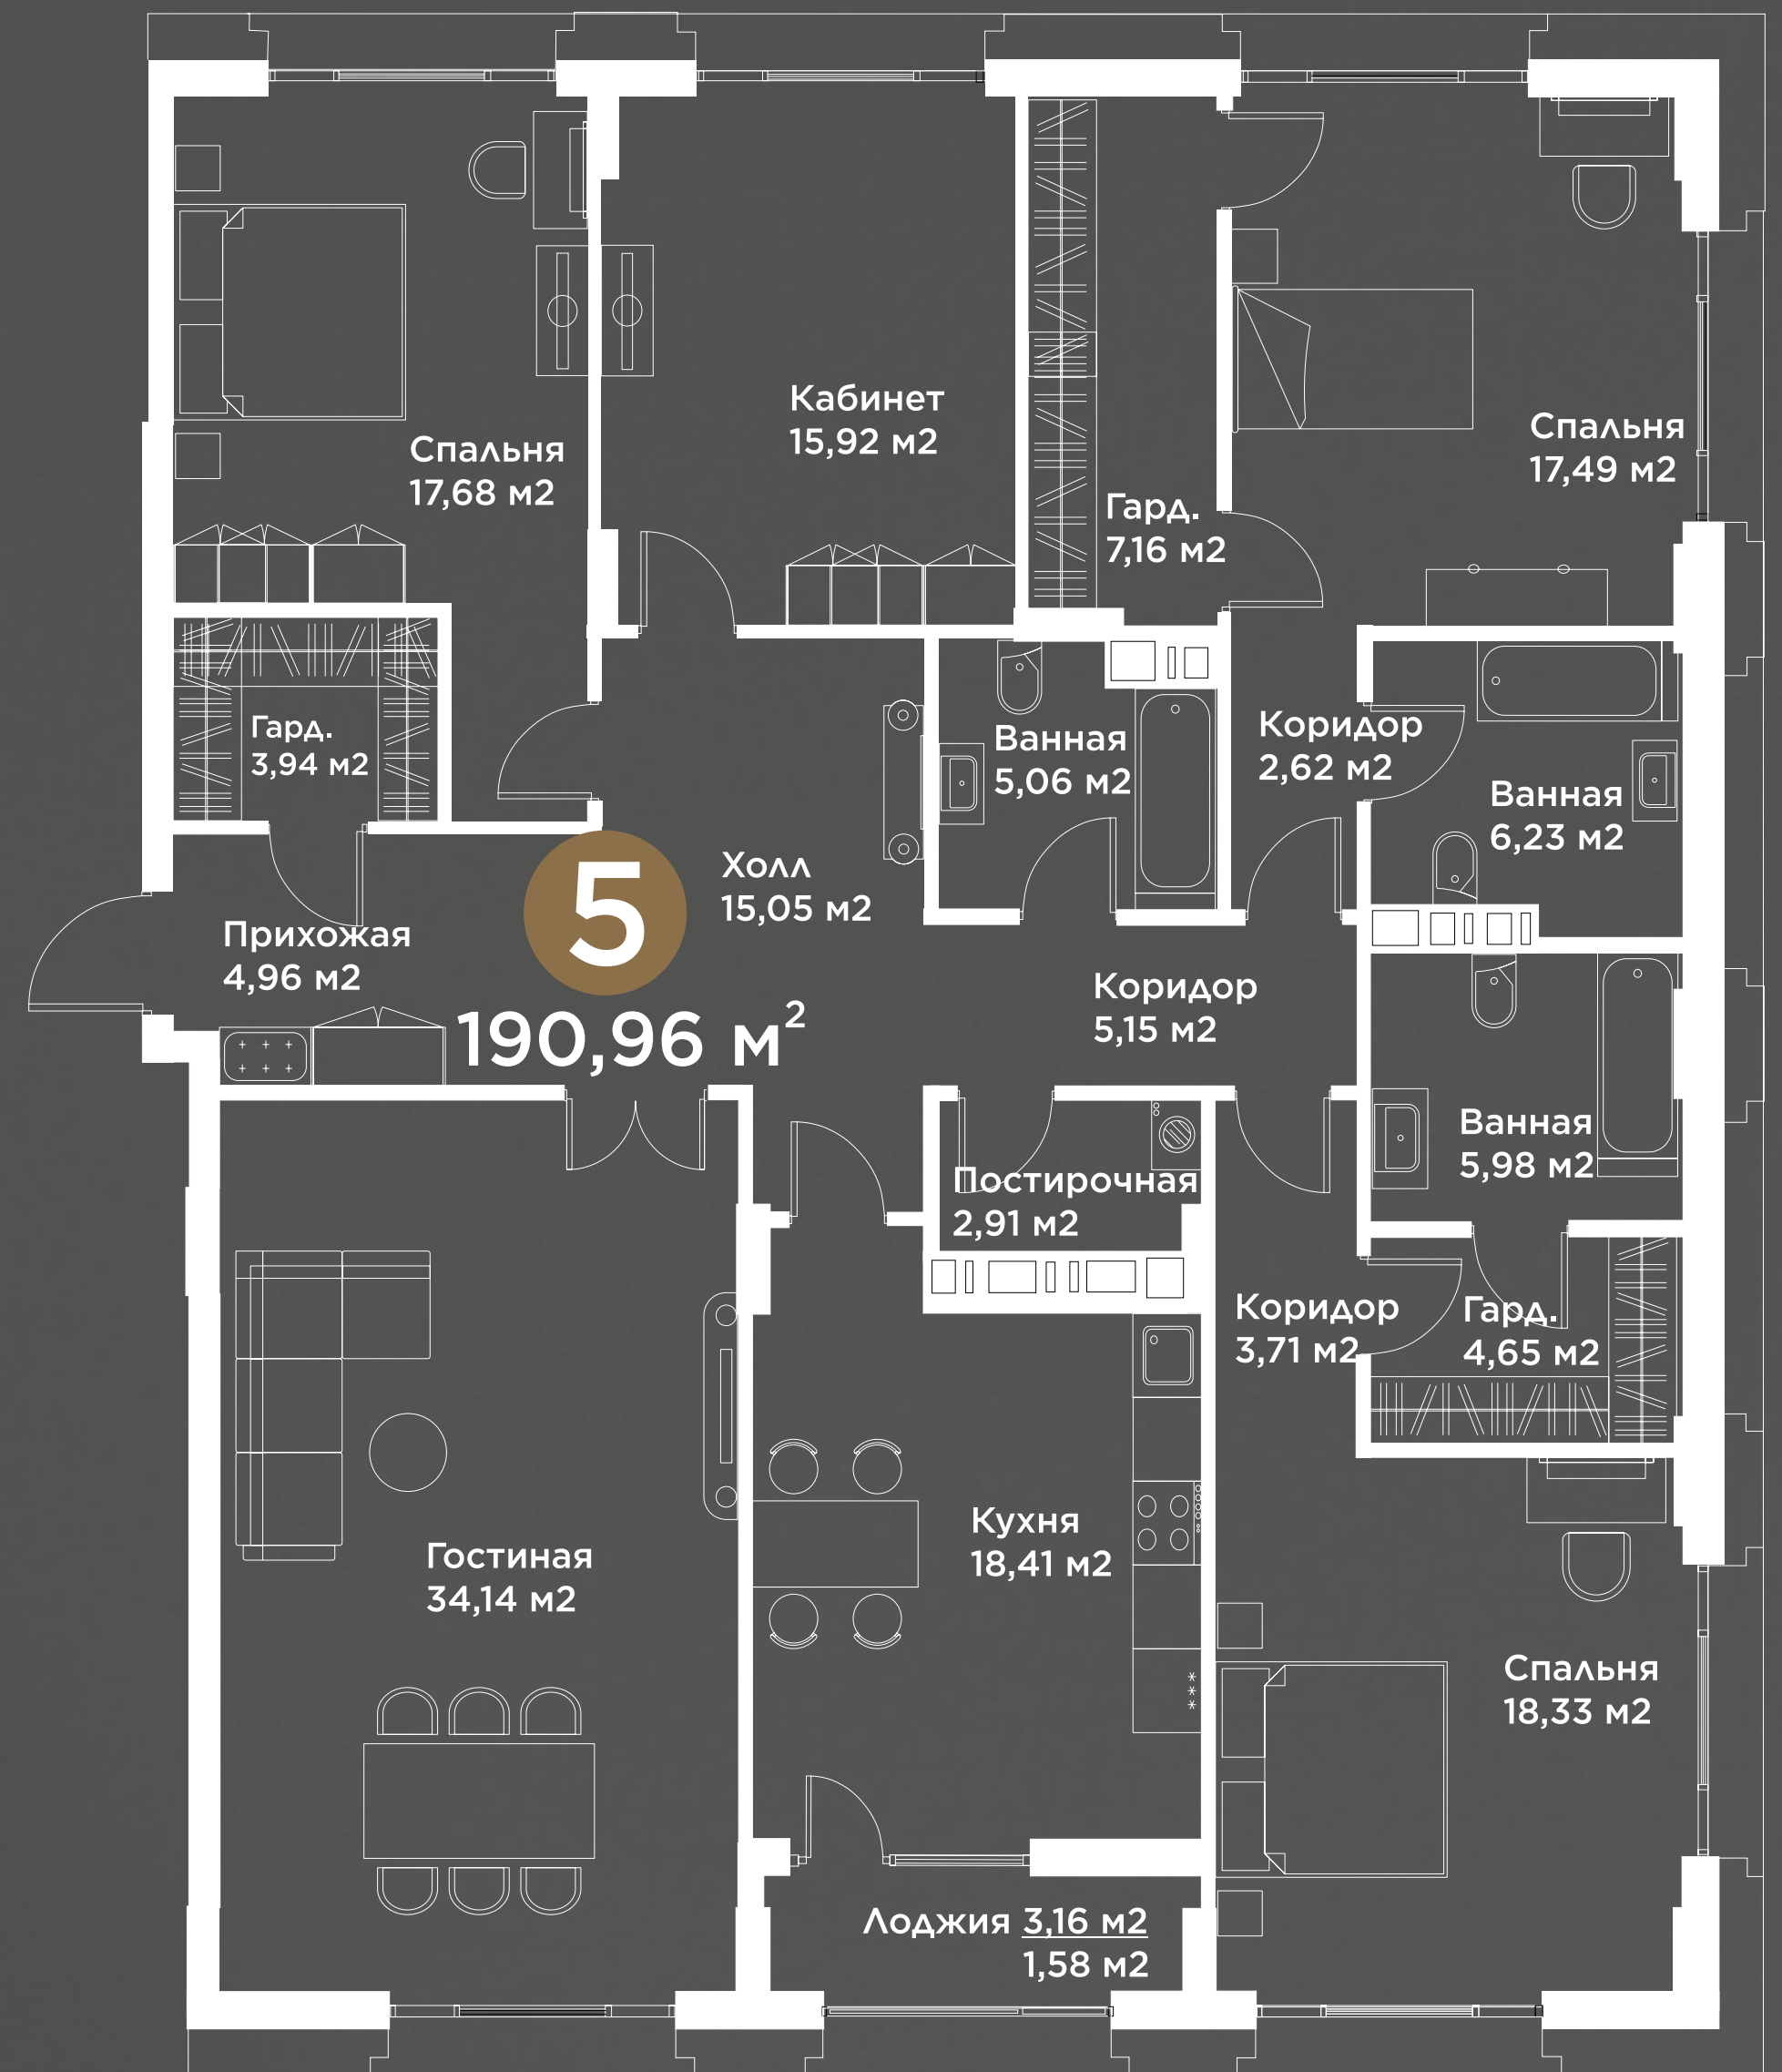 Кабинет
15,92 м2
Спальня
17,49 м2
Спальня
17,68 м2
Гард.
7,16 м2
Гард.
3,94 м2
Ванная
5,06 м2
Коридор
2,62 м2
Ванная
6,23 м2
Холл
15,05 м2
5
Прихожая
4,96 м2
190,96 м²
Коридор
5,15 м2
Ванная
5,98 м2
Постирочная
2,91 м2
Коридор
3,71 м2
Гард.
4,65 м2
Кухня
18,41 м2
Гостиная
34,14 м2
Спальня
18,33 м2
Лоджия 3,16 м2
1,58 м2